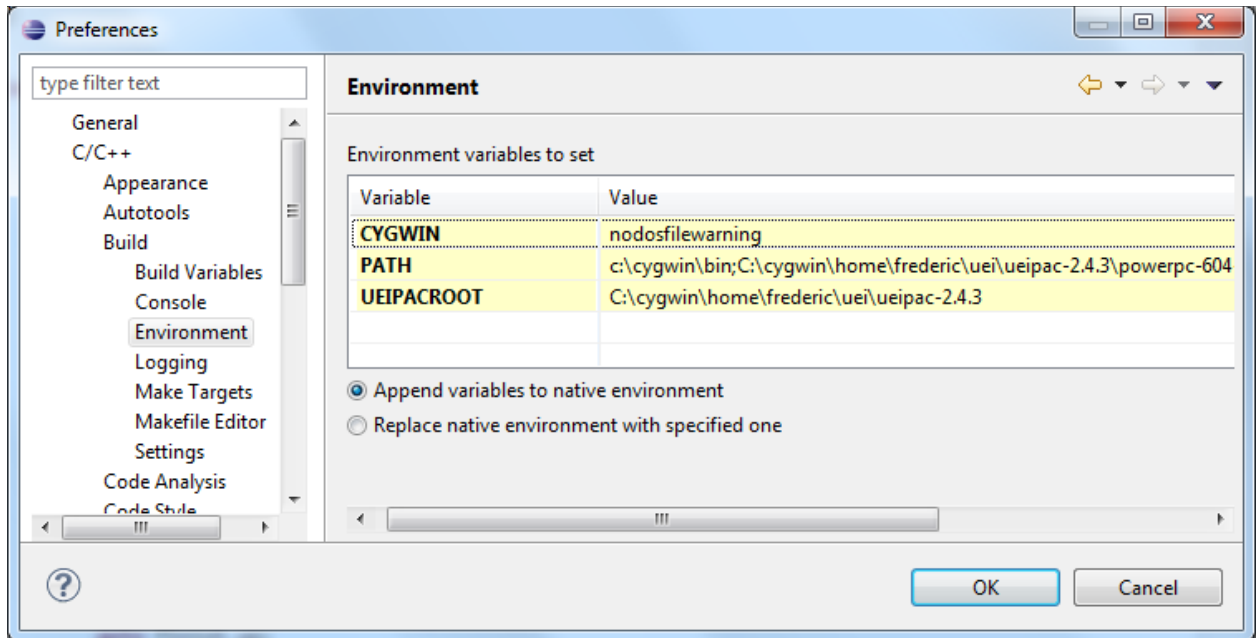 Preferences
type filter text
General
C/C++
Appearance
Autotools
Build
Build Variables
Console
Environment
Logging
Make Targets
Makefile Editor
Settings
Code Analysis
Code Style
Environment
Environment variables to set
Variable Value
CYGWIN nodosfilewarning
PATH c:\cygwin\bin;C:\cygwin\home\frederic\uei\ueipac-2.4.3\powerpc-604
UEIPACROOT C:\cygwin\home\frederic\uei\ueipac-2.4.3
Append variables to native environment
Replace native environment with specified one
?
OK Cancel